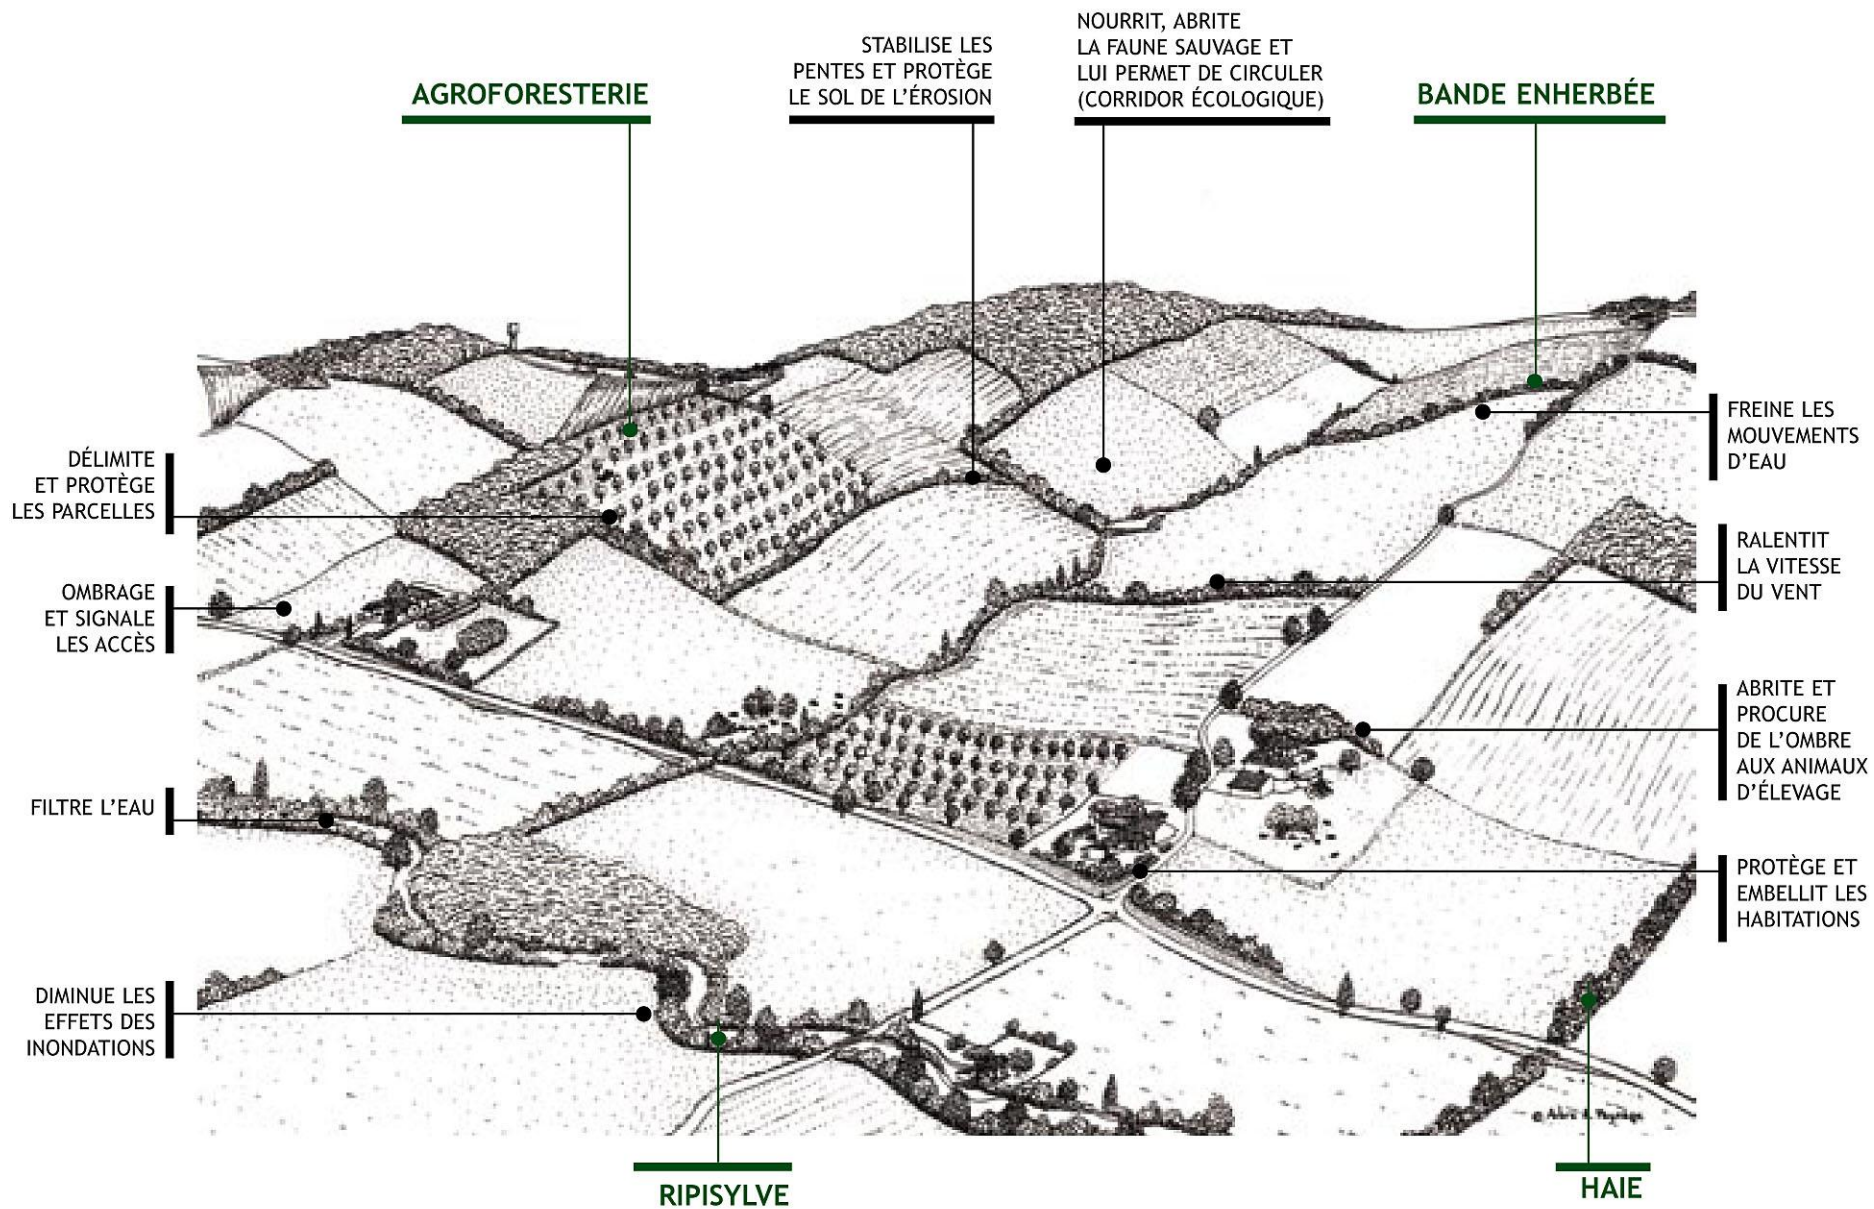 AGROFORESTERIE
STABILISE LES
PENTES ET PROTÈGE
LE SOL DE L'ÉROSION
NOURRIT, ABRITE
LA FAUNE SAUVAGE ET
LUI PERMET DE CIRCULER
(CORRIDOR ÉCOLOGIQUE)
BANDE ENHERBÉE
DÉLIMITE
ET PROTÈGE
LES PARCELLES
OMBRAGE
ET SIGNALE
LES ACCÈS
FILTRE L'EAU
DIMINUE LES
EFFETS DES
INONDATIONS
FREINE LES
MOUVEMENTS
D'EAU
RALENTIT
LA VITESSE
DU VENT
ABRITE ET
PROCURE
DE L'OMBRE
AUX ANIMAUX
D'ÉLEVAGE
PROTÈGE ET
EMBELLIT LES
HABITATIONS
RIPISYLVE
HAIE